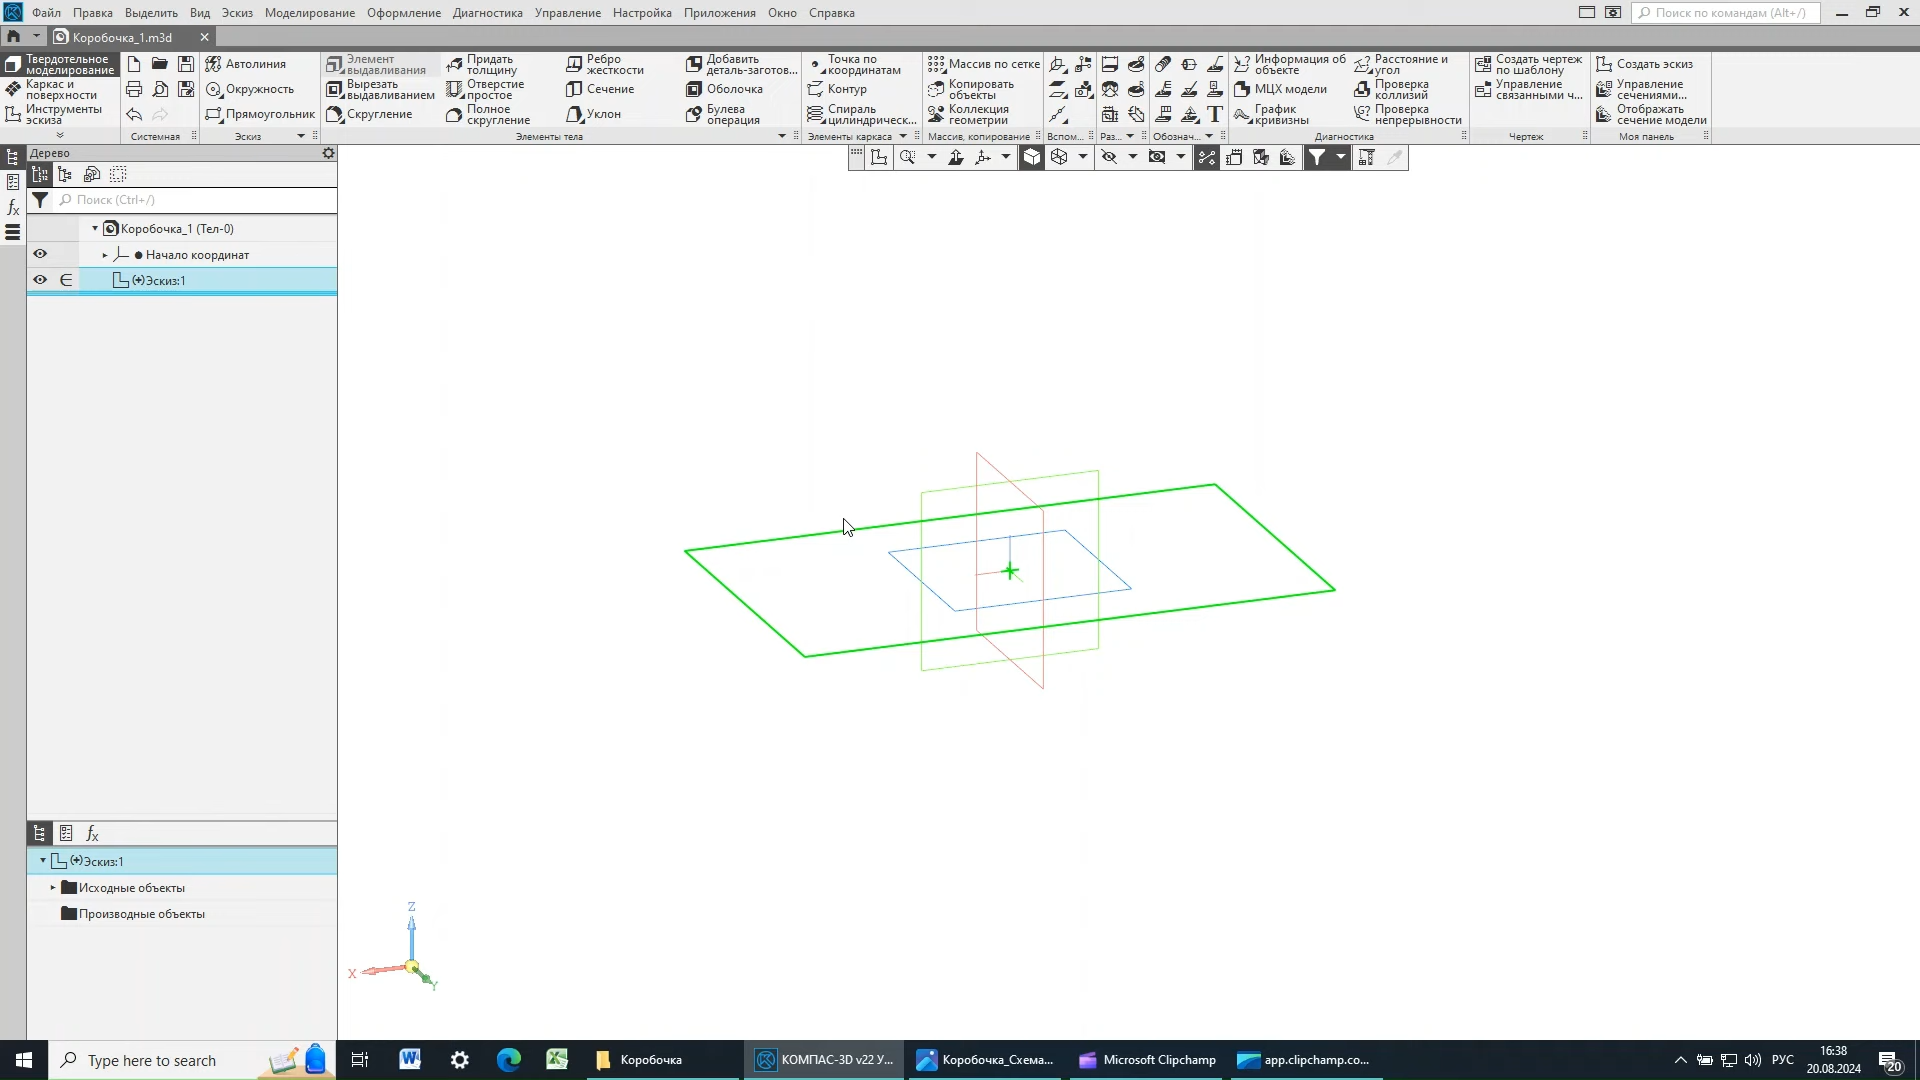 Файл Правка Выделить Вид Эскиз Моделирование Оформление Диагностика Управление Настройка Приложения Окно Справка
Поиск по командам (Alt+/)
Коробочка_1.m3d
Твердотельное моделирование
Каркас и поверхности
Инструменты эскиза
Системная
Автолиния
Окружность
Прямоугольник
Эскиз
Элемент выдавливания
Вырезать выдавливанием
Скругление
Придать толщину
Отверстие простое
Полное скругление
Ребро жесткости
Сечение
Уклон
Добавить деталь-заготов...
Оболочка
Булева операция
Элементы тела
Точка по координатам
Контур
Спираль цилиндрическ...
Элементы каркаса
Массив по сетке
Копировать объекты
Коллекция геометрии
Массив, копирование
Вспом...
Раз...
Обознач...
Информация об объекте
МЦХ модели
График кривизны
Расстояние и угол
Проверка коллизий
Проверка непрерывности
Диагностика
Создать чертеж по шаблону
Управление связанными ч...
Чертеж
Создать эскиз
Управление сечениями...
Отображать сечение модели
Моя панель
Дерево
Поиск (Ctrl+/)
Коробочка_1 (Тел-0)
Начало координат
(+)Эскиз:1
fx
fx
(+)Эскиз:1
Исходные объекты
Производные объекты
Z
X
Y
Type here to search
Коробочка
КОМПАС-3D v22 У...
Коробочка_Схема...
Microsoft Clipchamp
app.clipchamp.co...
РУС
16:38
20.08.2024
20